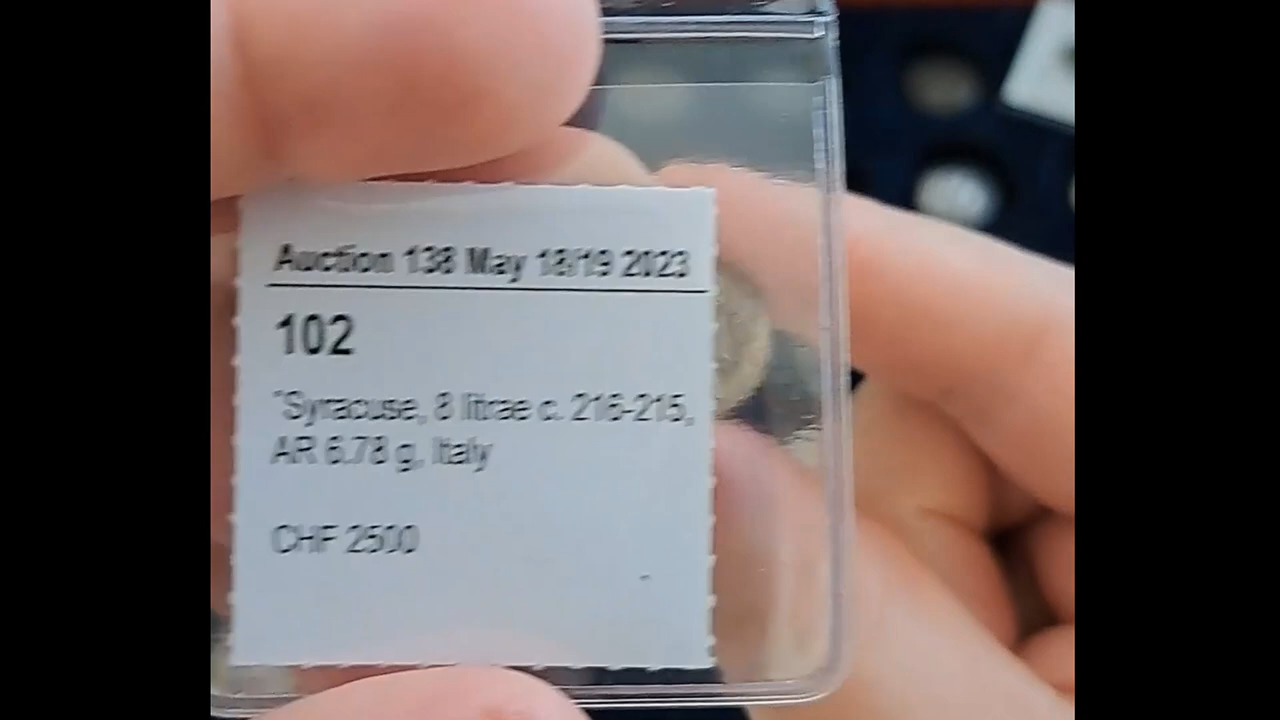 Auction 138 May 18/19 2023
102
"Syracuse, 8 litrae c. 216-215,
AR 6.78 g, Italy
CHF 2500